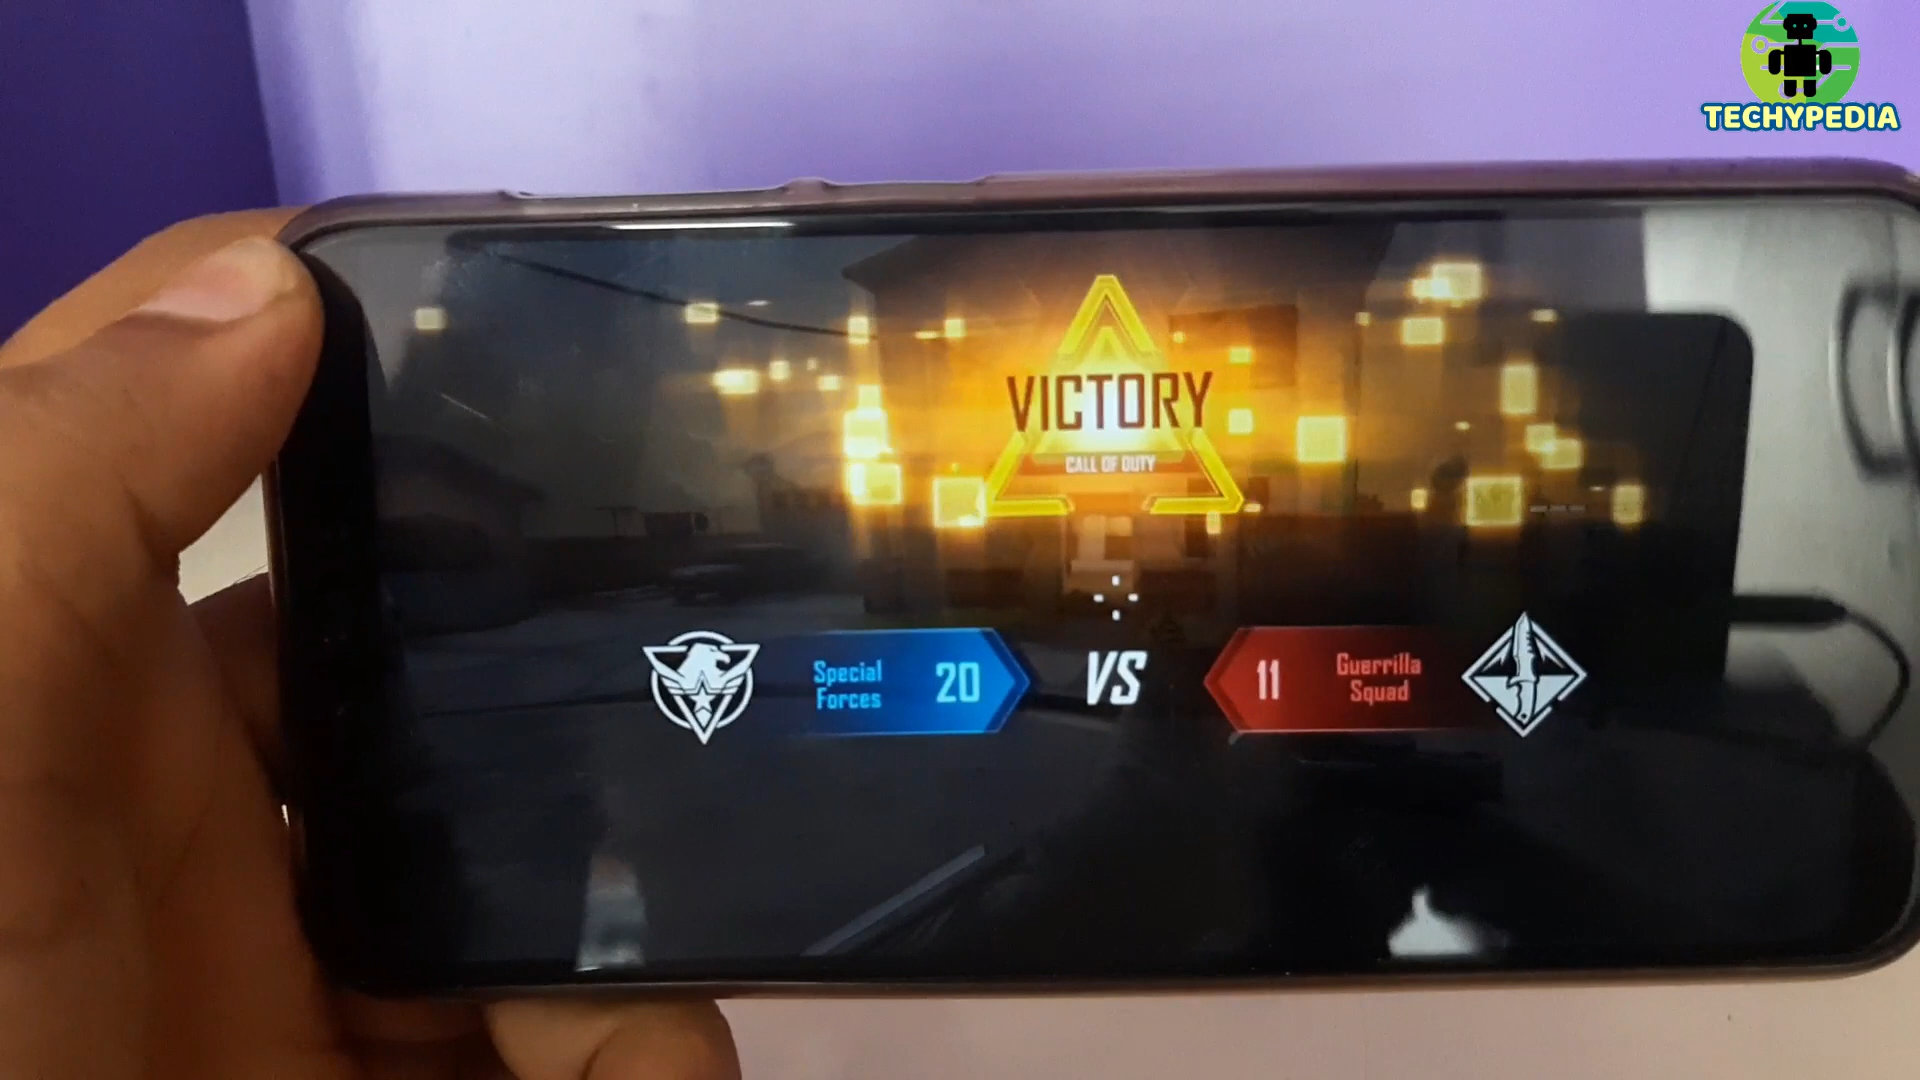 TECHYPEDIA
VICTORY
CALL OF DUTY
Special
Forces
20
VS
11
Guerrilla
Squad